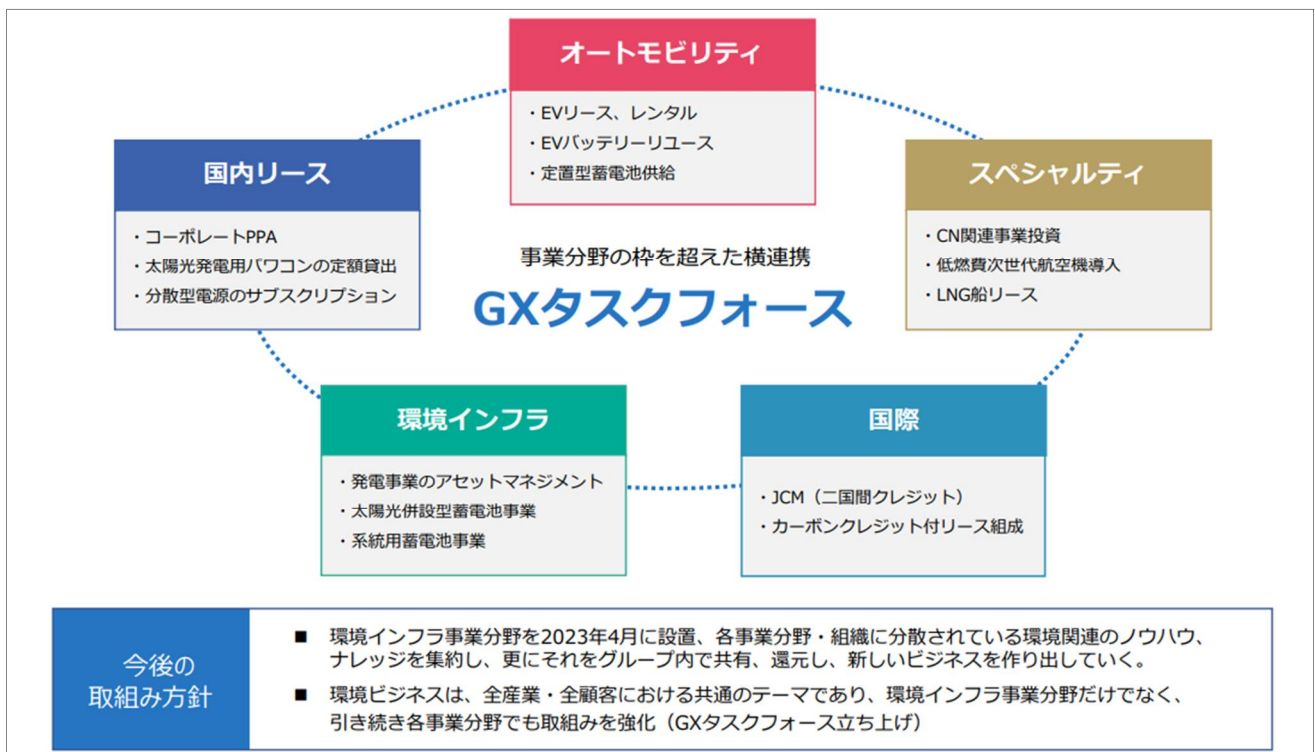 オートモビリティ
・EVリース、レンタル
・EVバッテリーリユース
・定置型蓄電池供給
国内リース
・コーポレートPPA
・太陽光発電用パワコンの定額貸出
・分散型電源のサブスクリプション
スペシャルティ
・CN関連事業投資
・低燃費次世代航空機導入
・LNG船リース
事業分野の枠を超えた横連携
GXタスクフォース
環境インフラ
・発電事業のアセットマネジメント
・太陽光併設型蓄電池事業
・系統用蓄電池事業
国際
・JCM（二国間クレジット）
・カーボンクレジット付リース組成
今後の
取組み方針
■ 環境インフラ事業分野を2023年4月に設置、各事業分野・組織に分散されている環境関連のノウハウ、
ナレッジを集約し、更にそれをグループ内で共有、還元し、新しいビジネスを作り出していく。
■ 環境ビジネスは、全産業・全顧客における共通のテーマであり、環境インフラ事業分野だけでなく、
引き続き各事業分野でも取組みを強化（GXタスクフォース立ち上げ）